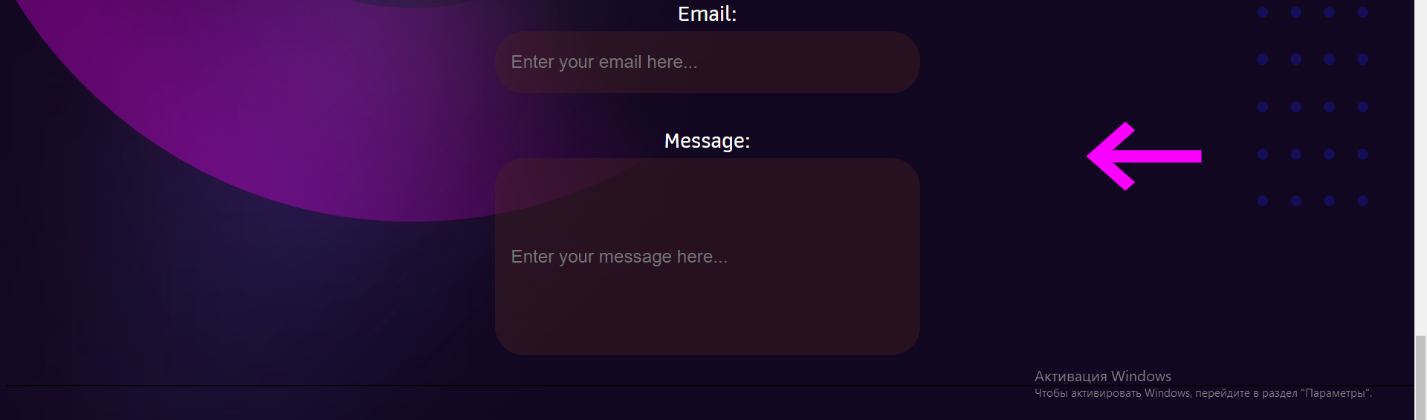 Email:
Enter your email here...
Message:
Enter your message here...
Активация Windows
Чтобы активировать Windows, перейдите в раздел "Параметры".